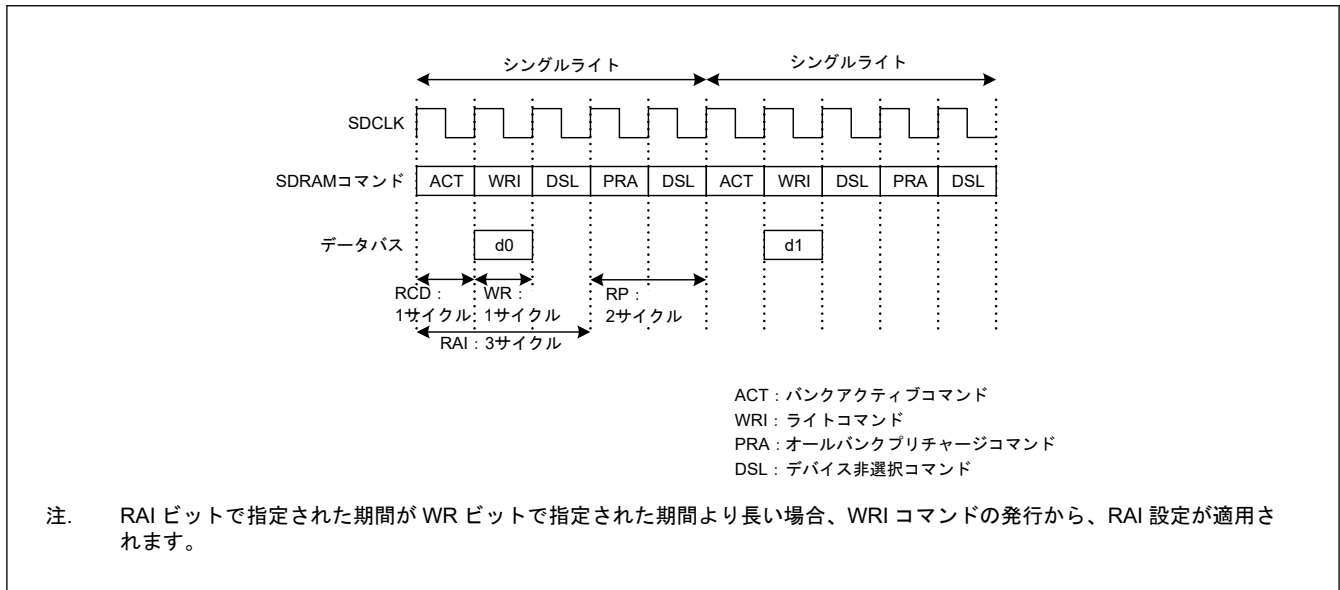 シングルライト シングルライト
SDCLK
SDRAMコマンド ACT WRI DSL PRA DSL ACT WRI DSL PRA DSL
データバス d0 d1
RCD： WR： RP：
1サイクル 1サイクル 2サイクル
RAI：3サイクル
ACT：バンクアクティブコマンド
WRI：ライトコマンド
PRA：オールバンクプリチャージコマンド
DSL：デバイス非選択コマンド
注. RAI ビットで指定された期間が WR ビットで指定された期間より長い場合、WRI コマンドの発行から、RAI 設定が適用さ
れます。